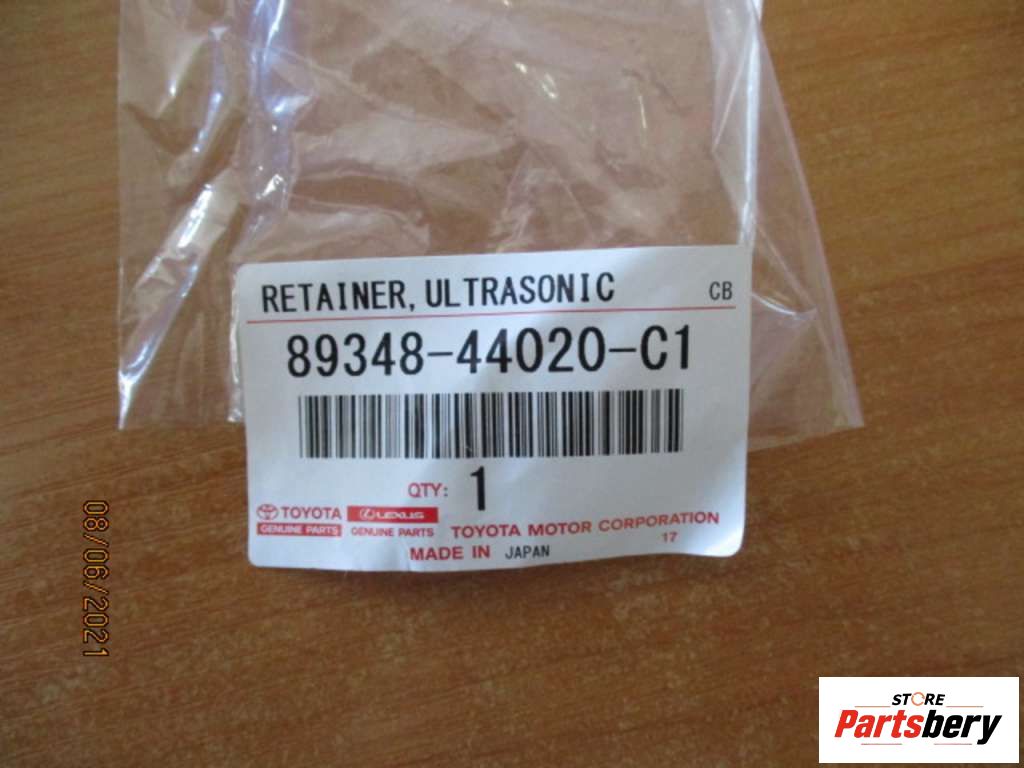 RETAINER, ULTRASONIC CB
89348-44020-C1
QTY: 1
TOYOTA LEXUS
GENUINE PARTS GENUINE PARTS TOYOTA MOTOR CORPORATION
17
MADE IN JAPAN
08/06/2021
STORE
Partsbery